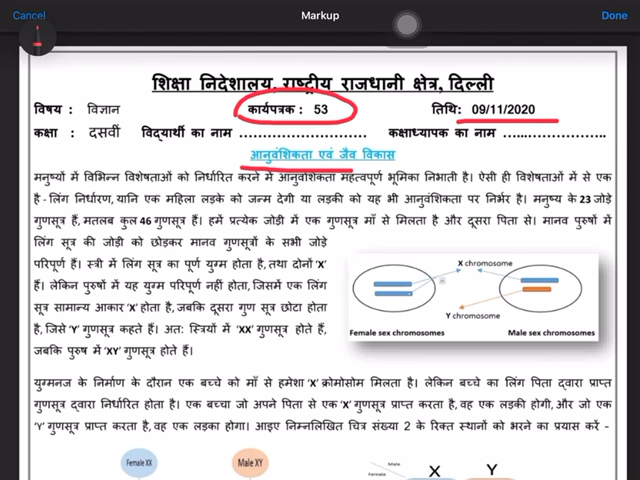 Cancel
Markup
Done
शिक्षा निदेशालय, राष्ट्रीय राजधानी क्षेत्र, दिल्ली
विषय : विज्ञान कार्यपत्रक : 53 तिथि: 09/11/2020
कक्षा : दसवीं विद्यार्थी का नाम ........................... कक्षाध्यापक का नाम ......................
आनुवंशिकता एवं जैव विकास
मनुष्यों में विभिन्न विशेषताओं को निर्धारित करने में आनुवंशिकता महत्वपूर्ण भूमिका निभाती है। ऐसी ही विशेषताओं में से एक
है - लिंग निर्धारण, यानि एक महिला लड़के को जन्म देगी या लड़की को यह भी आनुवंशिकता पर निर्भर है। मनुष्य के 23 जोड़े
गुणसूत्र हैं, मतलब कुल 46 गुणसूत्र हैं। हमें प्रत्येक जोड़ी में एक गुणसूत्र माँ से मिलता है और दूसरा पिता से। मानव पुरुषों में
लिंग सूत्र की जोड़ी को छोड़कर मानव गुणसूत्रों के सभी जोड़े
परिपूर्ण हैं। स्त्री में लिंग सूत्र का पूर्ण युग्म होता है, तथा दोनों 'X'
हैं। लेकिन पुरुषों में यह युग्म परिपूर्ण नहीं होता, जिसमें एक लिंग
सूत्र सामान्य आकार 'X' होता है, जबकि दूसरा गुण सूत्र छोटा होता
है, जिसे 'Y' गुणसूत्र कहते हैं। अत: स्त्रियों में 'XX' गुणसूत्र होते हैं,
जबकि पुरुष में 'XY' गुणसूत्र होते हैं।
X chromosome
Y chromosome
Female sex chromosomes
Male sex chromosomes
युग्मनज के निर्माण के दौरान एक बच्चे को माँ से हमेशा 'X' क्रोमोसोम मिलता है। लेकिन बच्चे का लिंग पिता द्वारा प्राप्त
गुणसूत्र द्वारा निर्धारित होता है। एक बच्चा जो अपने पिता से एक 'X' गुणसूत्र प्राप्त करता है, वह एक लड़की होगी, और जो एक
'Y' गुणसूत्र प्राप्त करता है, वह एक लड़का होगा। आइए निम्नलिखित चित्र संख्या 2 के रिक्त स्थानों को भरने का प्रयास करें -
Female XX
Male XY
Male
Female
X
Y